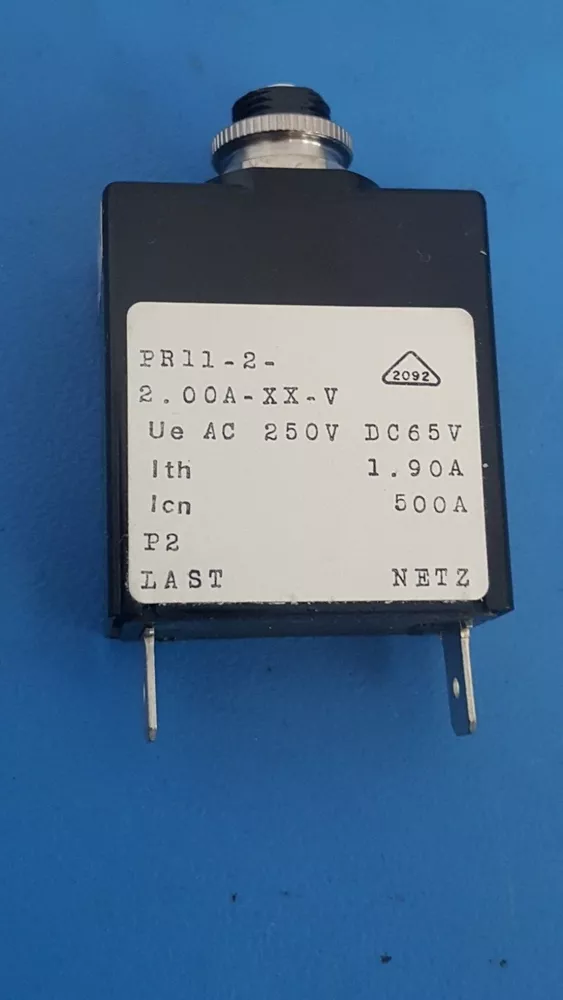 PR11-2-
2092
2.00A-XX-V
Ue AC 250V DC65V
Ith 1.90A
Icn 500A
P2
LAST NETZ